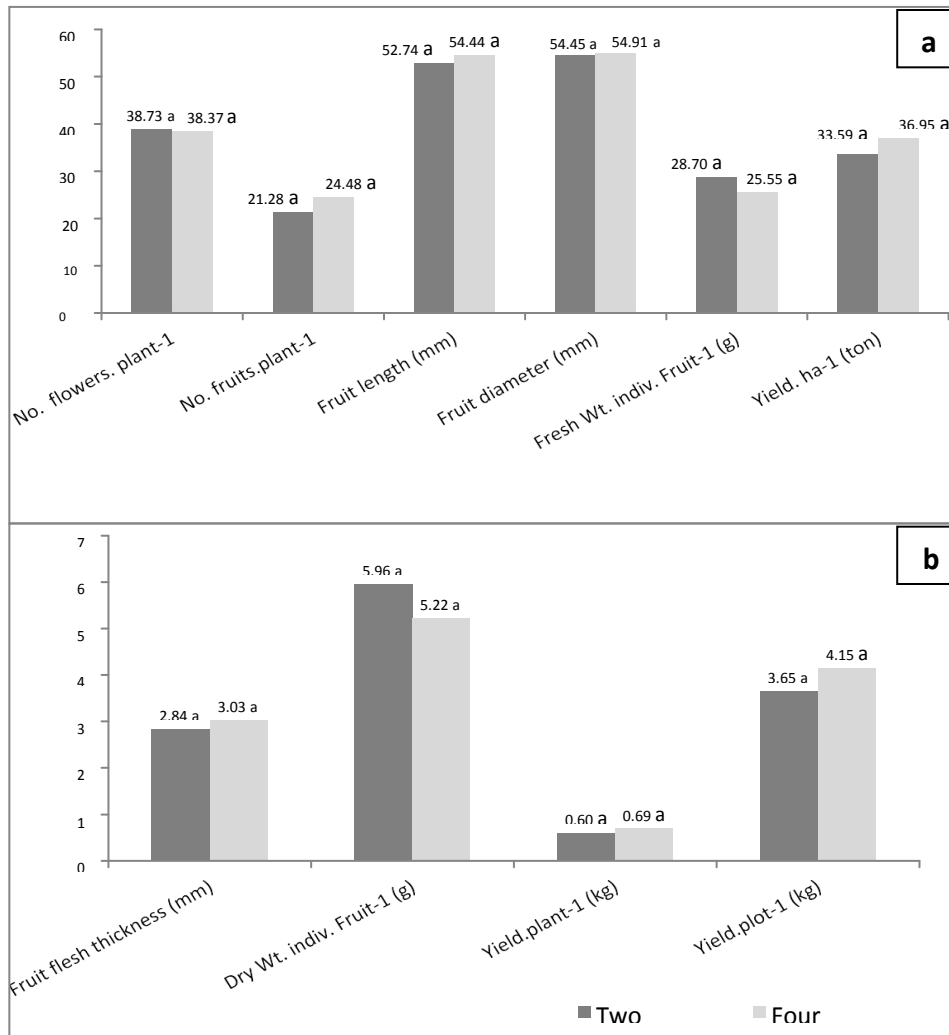 a
60
50
40
30
20
10
0
38.73 a
38.37 a
21.28 a
24.48 a
52.74 a
54.44 a
54.45 a
54.91 a
28.70 a
25.55 a
33.59 a
36.95 a
No. flowers. plant-1
No. fruits.plant-1
Fruit length (mm)
Fruit diameter (mm)
Fresh Wt. indiv. Fruit-1 (g)
Yield. ha-1 (ton)
b
7
6
5
4
3
2
1
0
2.84 a
3.03 a
5.96 a
5.22 a
0.60 a
0.69 a
3.65 a
4.15 a
Fruit flesh thickness (mm)
Dry Wt. indiv. Fruit-1 (g)
Yield.plant-1 (kg)
Yield.plot-1 (kg)
Two
Four